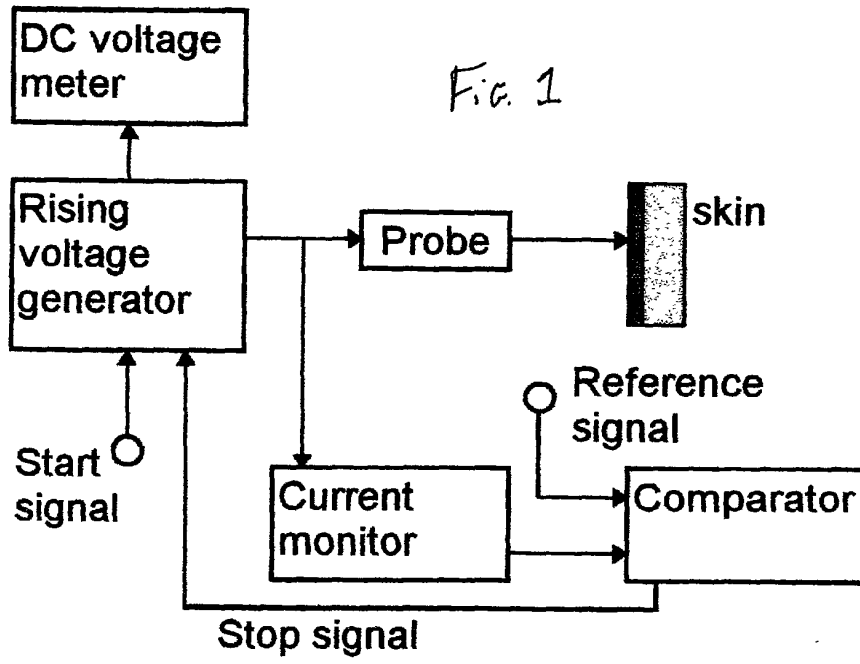 DC voltage
meter
Fig. 1
Rising
voltage
generator
Probe
skin
Reference
signal
Start
signal
Current
monitor
Comparator
Stop signal